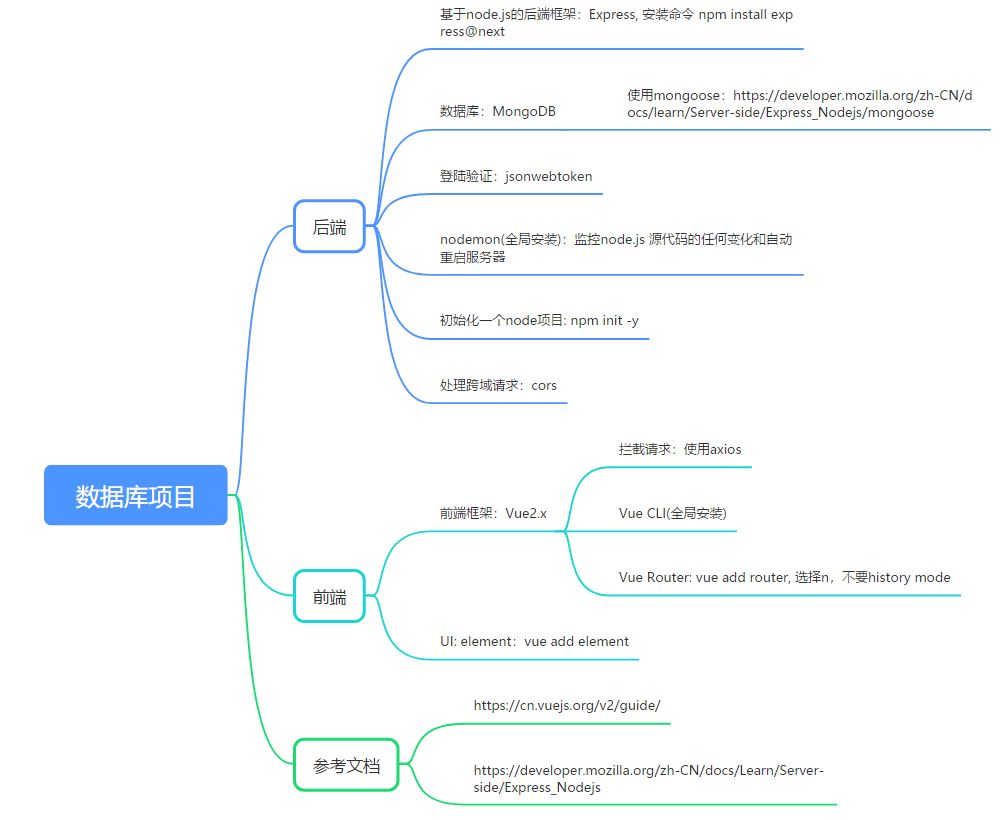 基于node.js的后端框架：Express, 安装命令 npm install exp
ress@next
数据库：MongoDB
使用mongoose：https://developer.mozilla.org/zh-CN/d
ocs/learn/Server-side/Express_Nodejs/mongoose
登陆验证：jsonwebtoken
后端
nodemon(全局安装)：监控node.js 源代码的任何变化和自动
重启服务器
初始化一个node项目: npm init -y
处理跨域请求：cors
数据库项目
拦截请求：使用axios
前端框架：Vue2.x
Vue CLI(全局安装)
Vue Router: vue add router, 选择n，不要history mode
前端
UI: element：vue add element
https://cn.vuejs.org/v2/guide/
参考文档
https://developer.mozilla.org/zh-CN/docs/Learn/Server-
side/Express_Nodejs